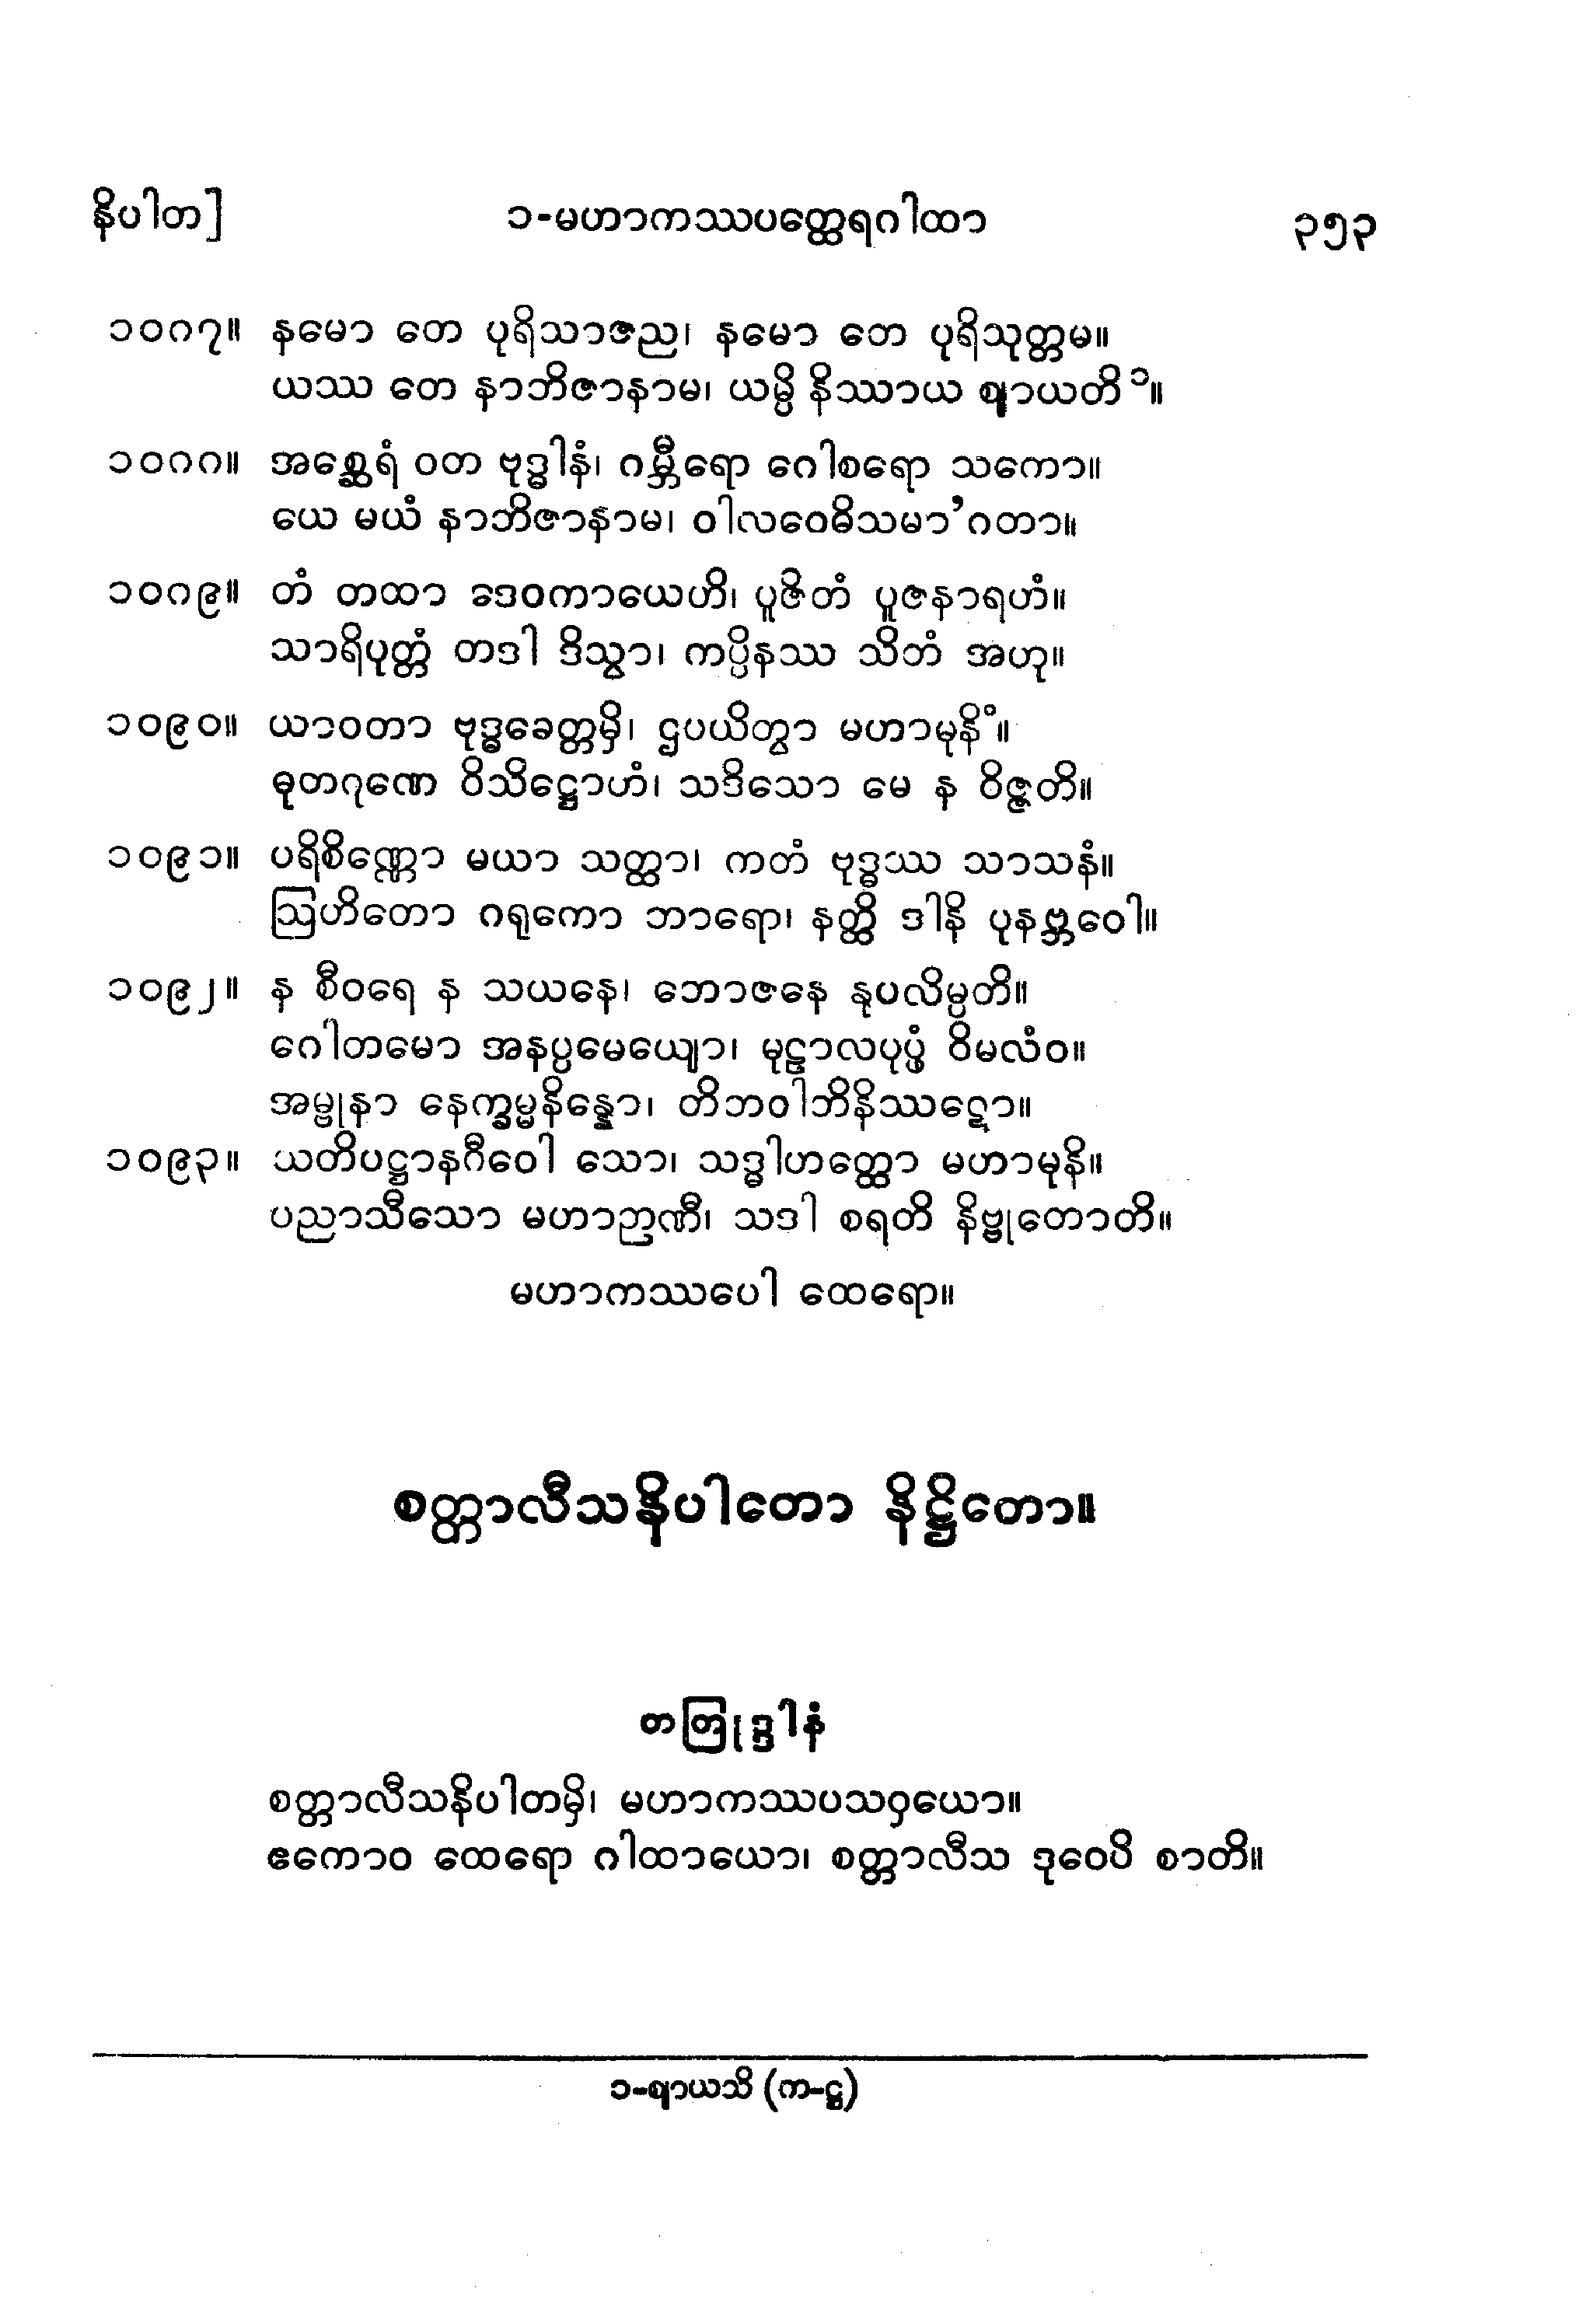 နိပါတ]
၁-မဟာကဿပတ္ထေရဂါထာ
၃၅၃
၁၀၈၇။ နမော တေ ပုရိသာဇည၊ နမော တေ ပုရိသုတ္တမ။
ယဿ တေ နာဘိဇာနာမ၊ ယမ္ပိ နိဿာယ ဈာယတိ၁။
၁၀၈၈။ အစ္ဆေရံ ဝတ ဗုဒ္ဓါနံ၊ ဂမ္ဘီရော ဂေါစရော သကော။
ယေ မယံ နာဘိဇာနာမ၊ ဝါလဝေဓိသမာ’ဂတာ။
၁၀၈၉။ တံ တထာ ဒေဝကာယေဟိ၊ ပူဇိတံ ပူဇနာရဟံ။
သာရိပုတ္တံ တဒါ ဒိသွာ၊ ကပ္ပိနဿ သိတံ အဟု။
၁၀၉၀။ ယာဝတာ ဗုဒ္ဓခေတ္တမှိ၊ ဌပယိတွာ မဟာမုနိံ။
ဓုတဂုဏေ ဝိသိဋ္ဌောဟံ၊ သဒိသော မေ န ဝိဇ္ဇတိ။
၁၀၉၁။ ပရိစိဏ္ဏော မယာ သတ္ထာ၊ ကတံ ဗုဒ္ဓဿ သာသနံ။
ဩဟိတော ဂရုကော ဘာရော၊ နတ္ထိ ဒါနိ ပုနဗ္ဘဝေါ။
၁၀၉၂။ န စီဝရေ န သယနေ၊ ဘောဇနေ နုပလိမ္ပတိ။
ဂေါတမော အနပ္ပမေယျော၊ မုဠာလပုပ္ဖံ ဝိမလံဝ။
အမ္ဗုနာ နေက္ခမ္မနိန္နော၊ တိဘဝါဘိနိဿဋော။
၁၀၉၃။ သတိပဋ္ဌာနဂီဝေါ သော၊ သဒ္ဓါဟတ္ထော မဟာမုနိ။
ပညာသီသော မဟာဉာဏီ၊ သဒါ စရတိ နိဗ္ဗုတောတိ။
မဟာကဿပေါ ထေရော။
စတ္တာလီသနိပါတော နိဋ္ဌိတော။
တတြုဒ္ဒါနံ
စတ္တာလီသနိပါတမှိ၊ မဟာကဿပသဝှယော။
ဧကောဝ ထေရော ဂါထာယော၊ စတ္တာလီသ ဒုဝေပိ စာတိ။
၁-ဈာယသိ (က-ဋ္ဌ)